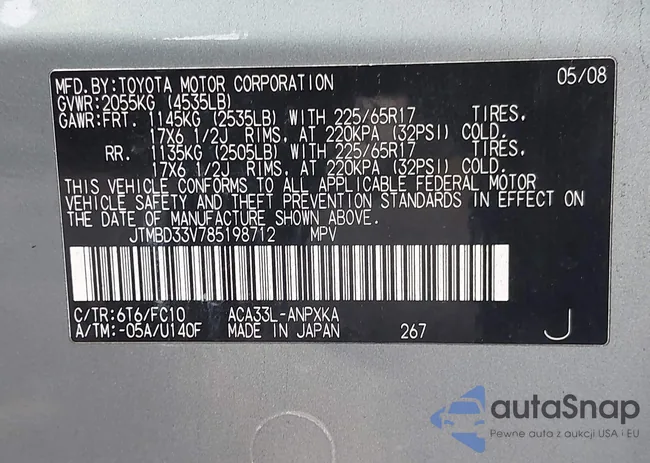 MFD.BY:TOYOTA MOTOR CORPORATION 05/08
GVWR:2055KG (4535LB)
GAWR:FRT. 1145KG (2535LB) WITH 225/65R17 TIRES,
17X6 1/2J RIMS, AT 220KPA (32PSI) COLD.
RR. 1135KG (2505LB) WITH 225/65R17 TIRES,
17X6 1/2J RIMS, AT 220KPA (32PSI) COLD.
THIS VEHICLE CONFORMS TO ALL APPLICABLE FEDERAL MOTOR
VEHICLE SAFETY AND THEFT PREVENTION STANDARDS IN EFFECT ON
THE DATE OF MANUFACTURE SHOWN ABOVE.
JTMBD33V785198712 MPV
C/TR:6T6/FC10 ACA33L-ANPXKA
A/TM:-05A/U140F MADE IN JAPAN 267 J
autoSnap
Pewne auta z aukcji USA i EU